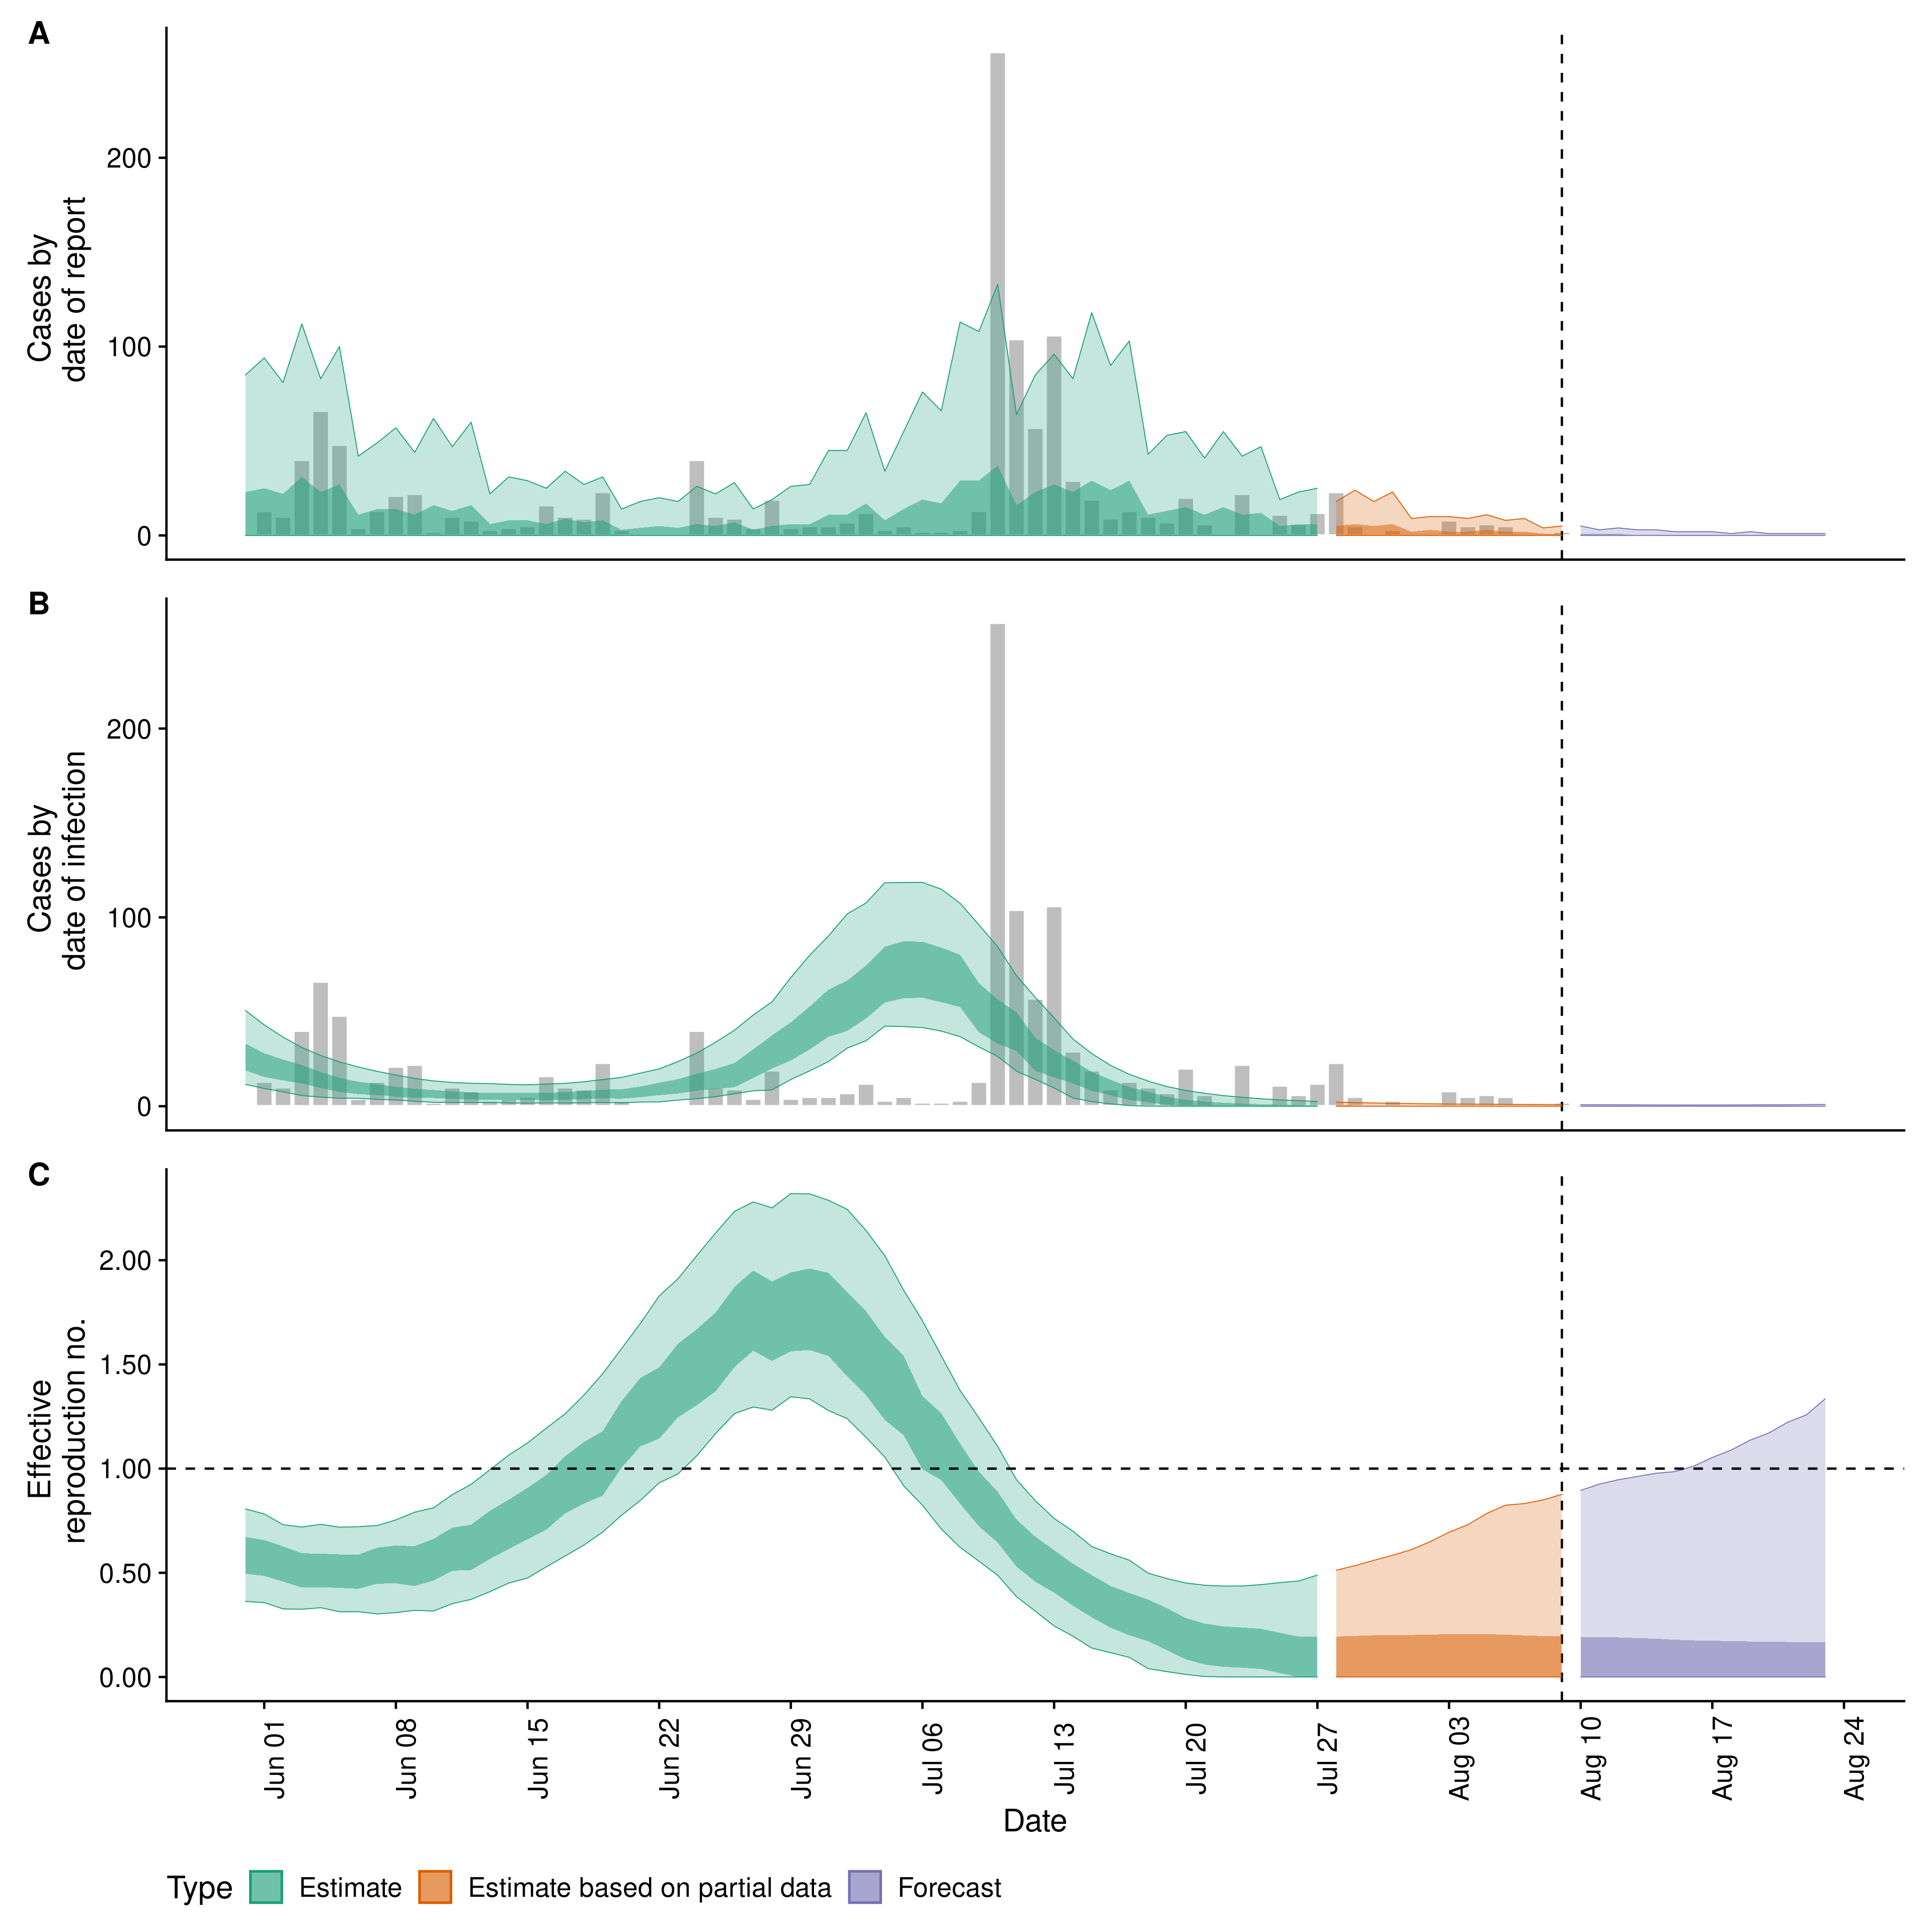 A
Cases by
date of report
200
100
0
B
Cases by
date of infection
200
100
0
C
Effective
reproduction no.
2.00
1.50
1.00
0.50
0.00
Jun 01
Jun 08
Jun 15
Jun 22
Jun 29
Jul 06
Jul 13
Jul 20
Jul 27
Aug 03
Aug 10
Aug 17
Aug 24
Date
Type Estimate Estimate based on partial data Forecast